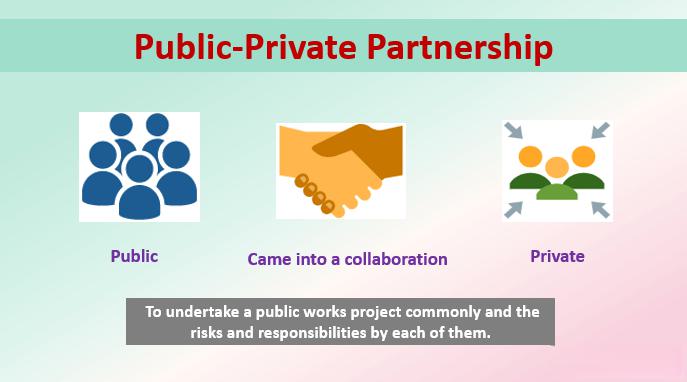 Public-Private Partnership
Public
Came into a collaboration
Private
To undertake a public works project commonly and the
risks and responsibilities by each of them.